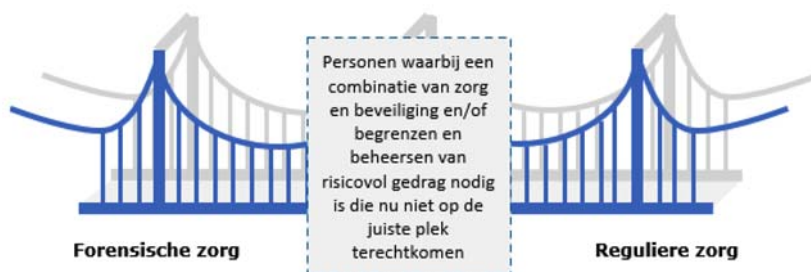 Personen waarbij een
combinatie van zorg
en beveiliging en/of
begrenzen en
beheersen van
risicovol gedrag nodig
is die nu niet op de
juiste plek
terechtkomen
Forensische zorg
Reguliere zorg